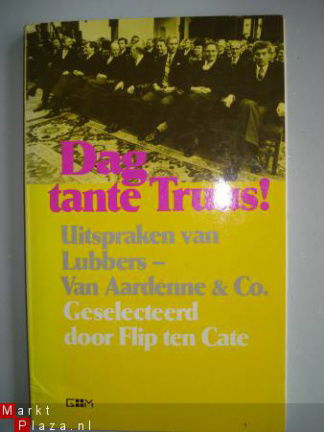 Dag
tante Truus!
Uitspraken van
Lubbers –
Van Aardenne & Co.
Geselecteerd
door Flip ten Cate
Markt
Plaza.nl